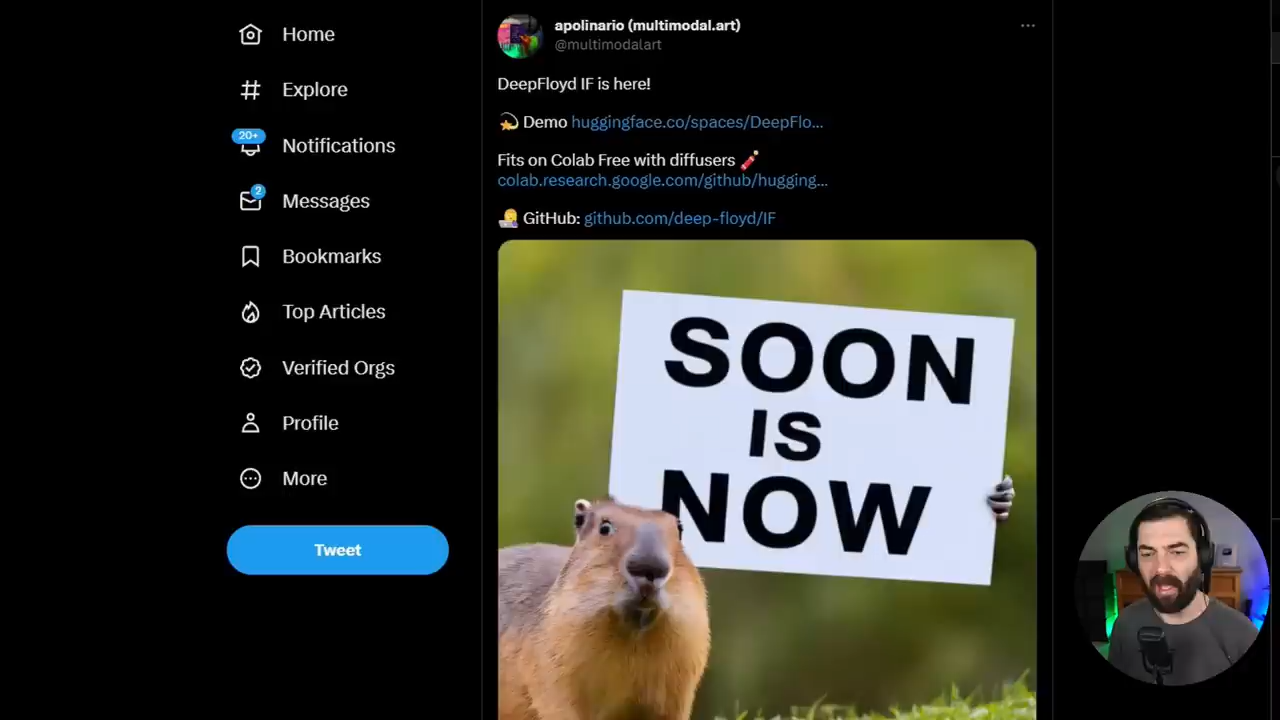 Home
Explore
20+
Notifications
2
Messages
Bookmarks
Top Articles
Verified Orgs
Profile
More
Tweet
apolinario (multimodal.art)
@multimodalart
DeepFloyd IF is here!
Demo huggingface.co/spaces/DeepFlo...
Fits on Colab Free with diffusers
colab.research.google.com/github/hugging...
GitHub: github.com/deep-floyd/IF
SOON
IS
NOW